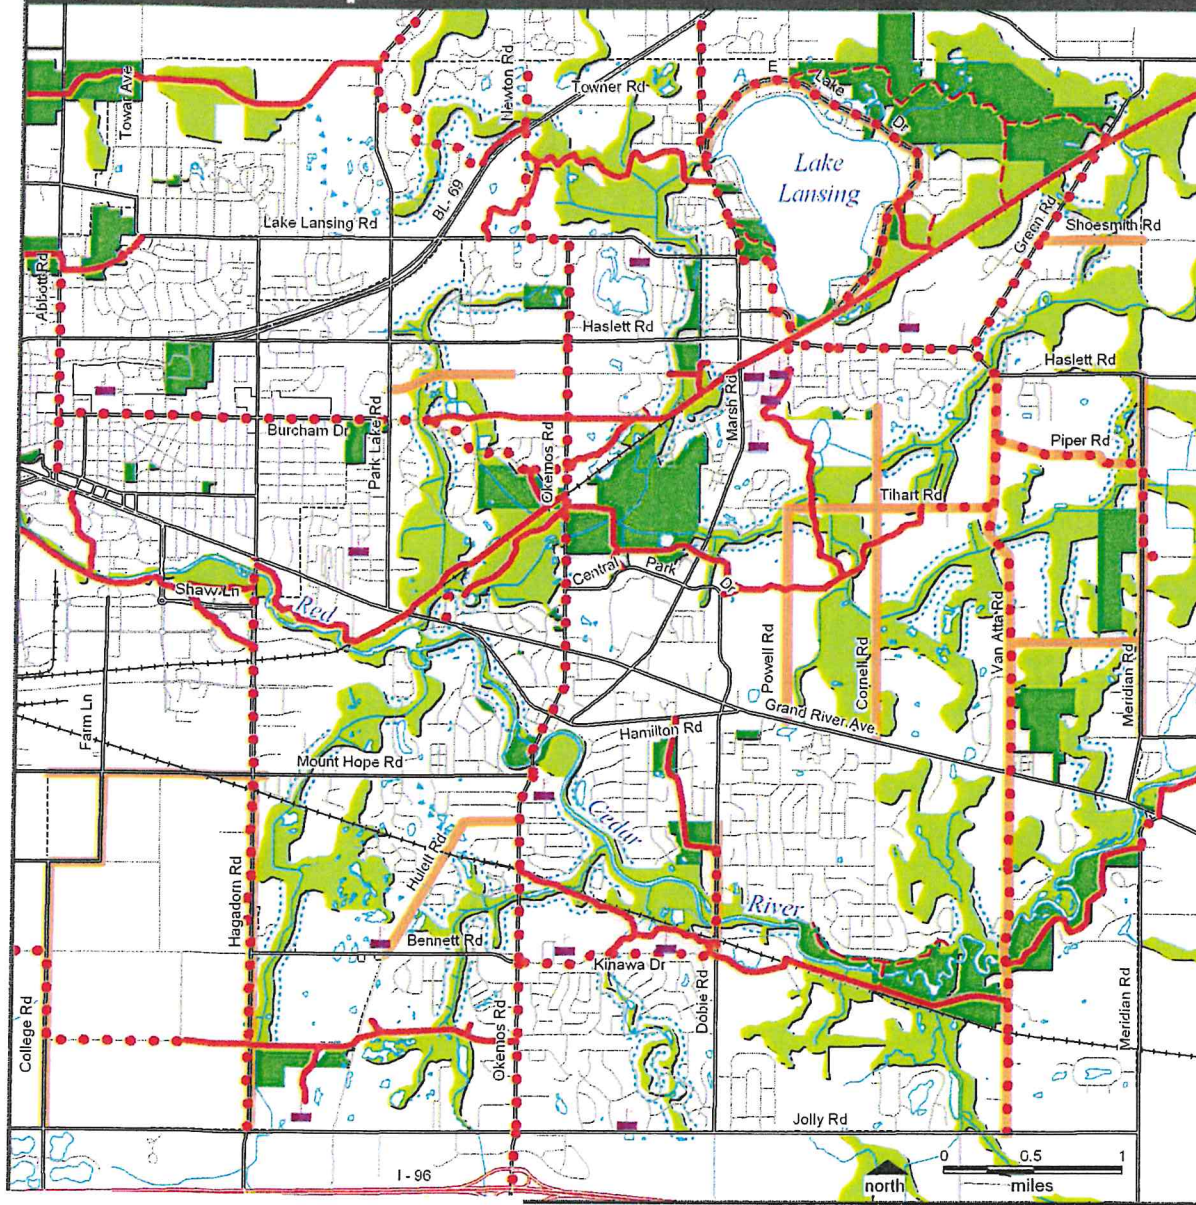 Newton Rd
Towner Rd
Towar Ave
Lake
Dr
Lake
Lansing
BL- 69
Lake Lansing Rd
Green Rd
Shoesmith Rd
Abbott Rd
Haslett Rd
Haslett Rd
Marsh Rd
Park Lake Rd
Burcham Dr
Okemos Rd
Piper Rd
Tihart Rd
Central
Park
Dr
Shaw Ln
Red
Powell Rd
Cornell Rd
Van Atta Rd
Meridian Rd
Farm Ln
Grand River Ave
Hamilton Rd
Mount Hope Rd
Cedar
Hulett Rd
Hagadorn Rd
River
Bennett Rd
Kinawa Dr
College Rd
Okemos Rd
Dobie Rd
Meridian Rd
Jolly Rd
0 0.5 1
miles
north
I - 96